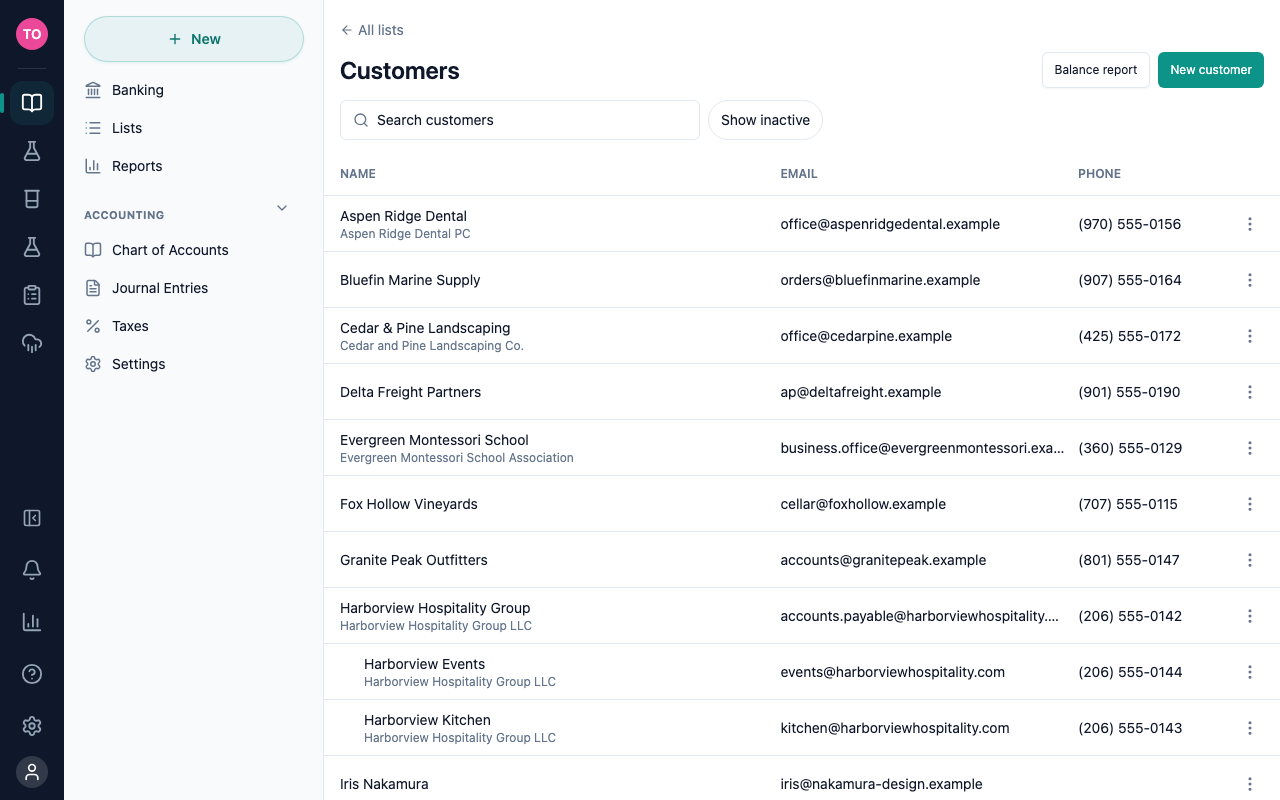 TO
New
Banking
Lists
Reports
ACCOUNTING
Chart of Accounts
Journal Entries
Taxes
Settings
All lists
Customers
Balance report
New customer
Search customers
Show inactive
NAME EMAIL PHONE
Aspen Ridge Dental
Aspen Ridge Dental PC
office@aspenridgedental.example (970) 555-0156
Bluefin Marine Supply orders@bluefinmarine.example (907) 555-0164
Cedar & Pine Landscaping
Cedar and Pine Landscaping Co.
office@cedarpine.example (425) 555-0172
Delta Freight Partners ap@deltafreight.example (901) 555-0190
Evergreen Montessori School
Evergreen Montessori School Association
business.office@evergreenmontessori.exa... (360) 555-0129
Fox Hollow Vineyards cellar@foxhollow.example (707) 555-0115
Granite Peak Outfitters accounts@granitepeak.example (801) 555-0147
Harborview Hospitality Group
Harborview Hospitality Group LLC
accounts.payable@harborviewhospitality.... (206) 555-0142
Harborview Events
Harborview Hospitality Group LLC
events@harborviewhospitality.com (206) 555-0144
Harborview Kitchen
Harborview Hospitality Group LLC
kitchen@harborviewhospitality.com (206) 555-0143
Iris Nakamura iris@nakamura-design.example